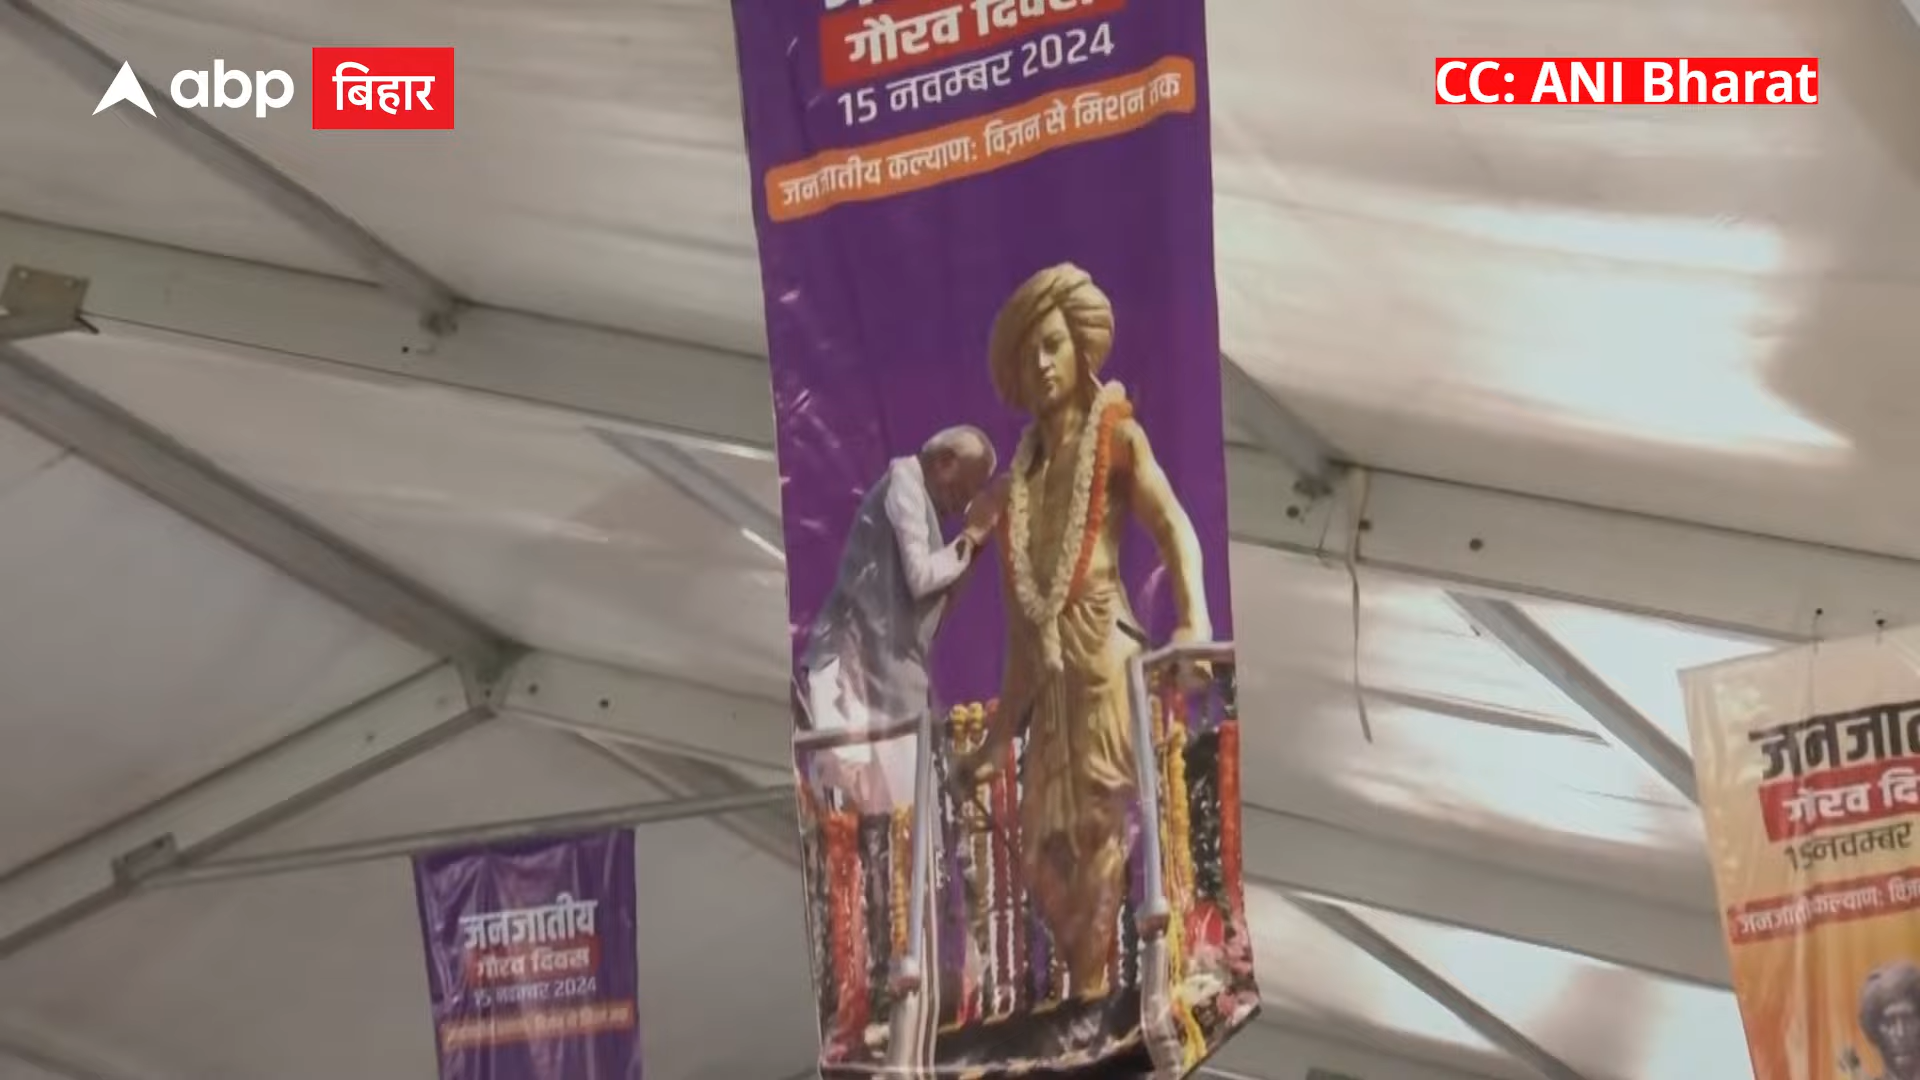 abp बिहार
CC: ANI Bharat
गौरव दिवस
15 नवम्बर 2024
जनजातीय कल्याण: विज़न से मिशन तक
जनजातीय
गौरव दिवस
15 नवम्बर 2024
गौरव
15 नवम्बर